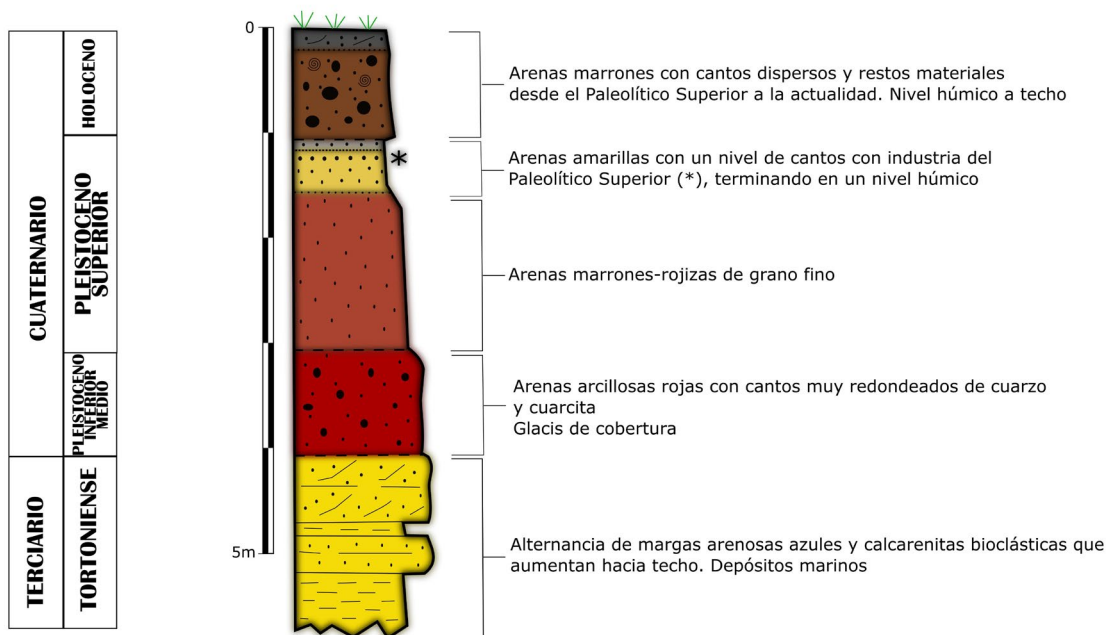 0
5m
CUATERNARIO
TERCIARIO
HOLOCENO
PLEISTOCENO
SUPERIOR
PLEISTOCENO
INFERIOR
MEDIO
TORTONIENSE
*
Arenas marrones con cantos dispersos y restos materiales
desde el Paleolítico Superior a la actualidad. Nivel húmico a techo
Arenas amarillas con un nivel de cantos con industria del
Paleolítico Superior (*), terminando en un nivel húmico
Arenas marrones-rojizas de grano fino
Arenas arcillosas rojas con cantos muy redondeados de cuarzo
y cuarcita
Glacis de cobertura
Alternancia de margas arenosas azules y calcarenitas bioclásticas que
aumentan hacia techo. Depósitos marinos